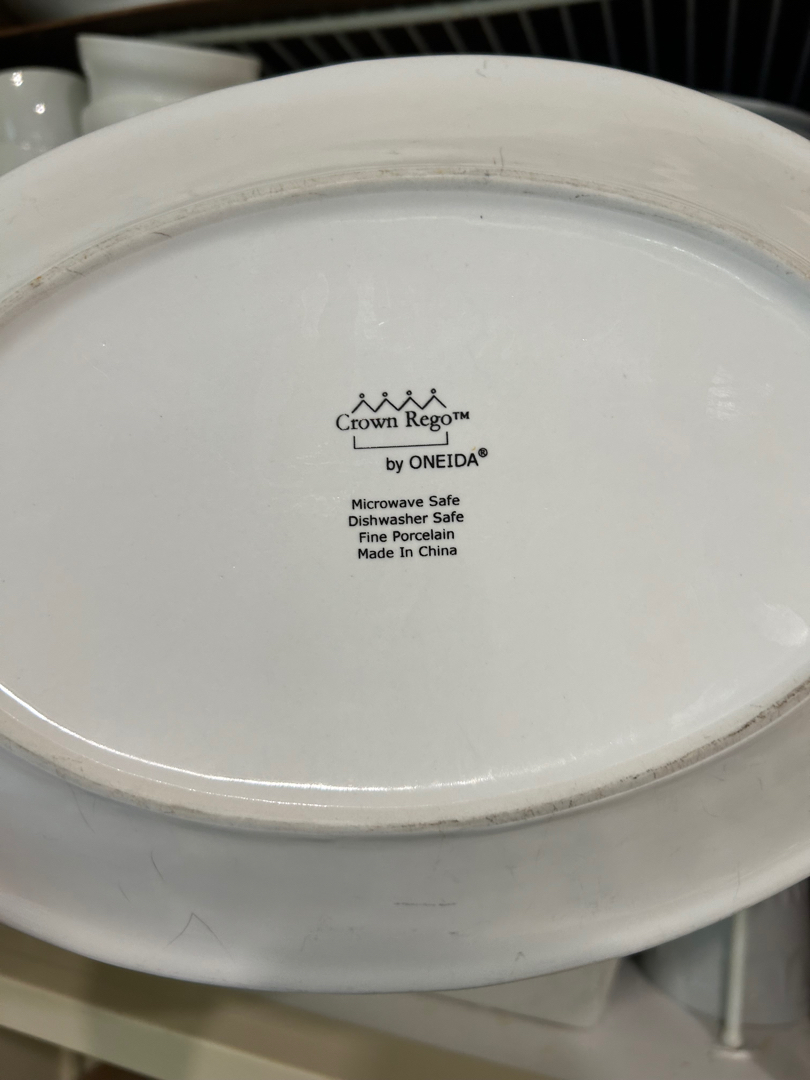 Crown Rego™
by ONEIDA®
Microwave Safe
Dishwasher Safe
Fine Porcelain
Made In China